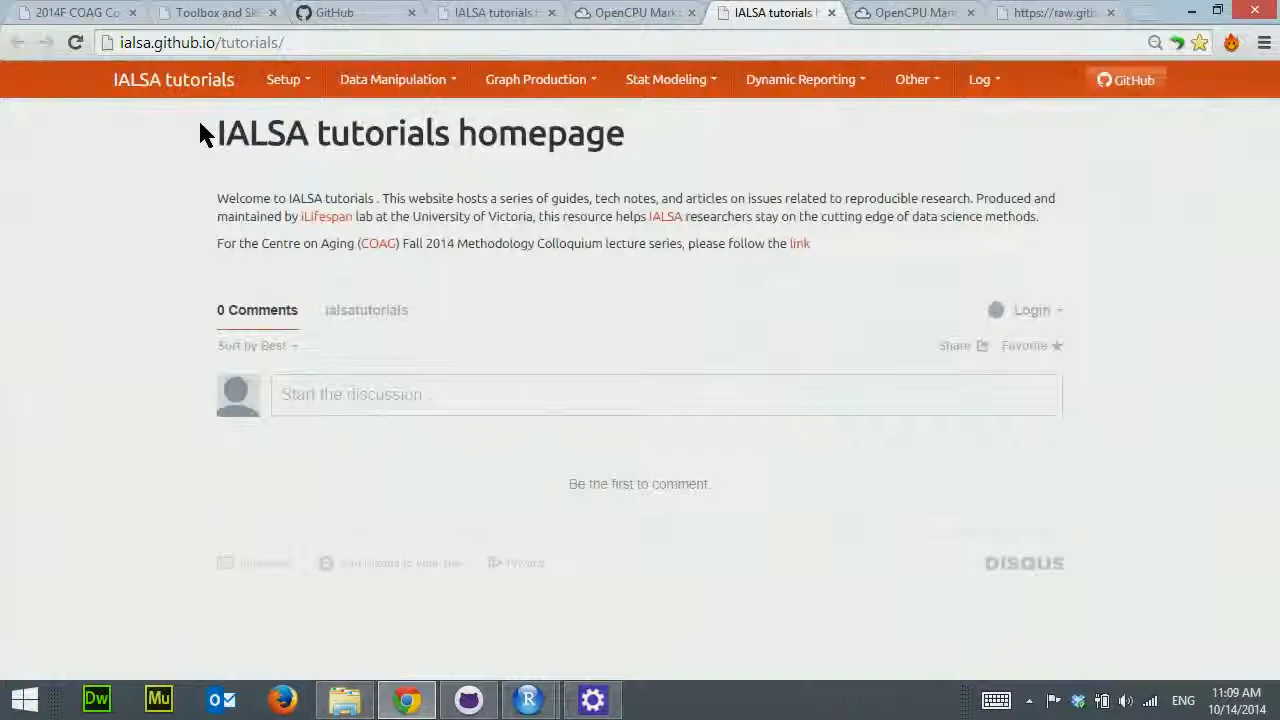 2014F COAG Co
Toolbox and Sk
GitHub
IALSA tutorials
OpenCPU Mark
IALSA tutorials
OpenCPU Mark
https://raw.git
ialsa.github.io/tutorials/
IALSA tutorials
Setup
Data Manipulation
Graph Production
Stat Modeling
Dynamic Reporting
Other
Log
GitHub
IALSA tutorials homepage
Welcome to IALSA tutorials . This website hosts a series of guides, tech notes, and articles on issues related to reproducible research. Produced and
maintained by iLifespan lab at the University of Victoria, this resource helps IALSA researchers stay on the cutting edge of data science methods.
For the Centre on Aging (COAG) Fall 2014 Methodology Colloquium lecture series, please follow the link
0 Comments
ialsatutorials
Login
Sort by Best
Share
Favorite ★
Start the discussion…
Be the first to comment.
Privacy
DISQUS
Dw
Mu
R
ENG
11:09 AM
10/14/2014